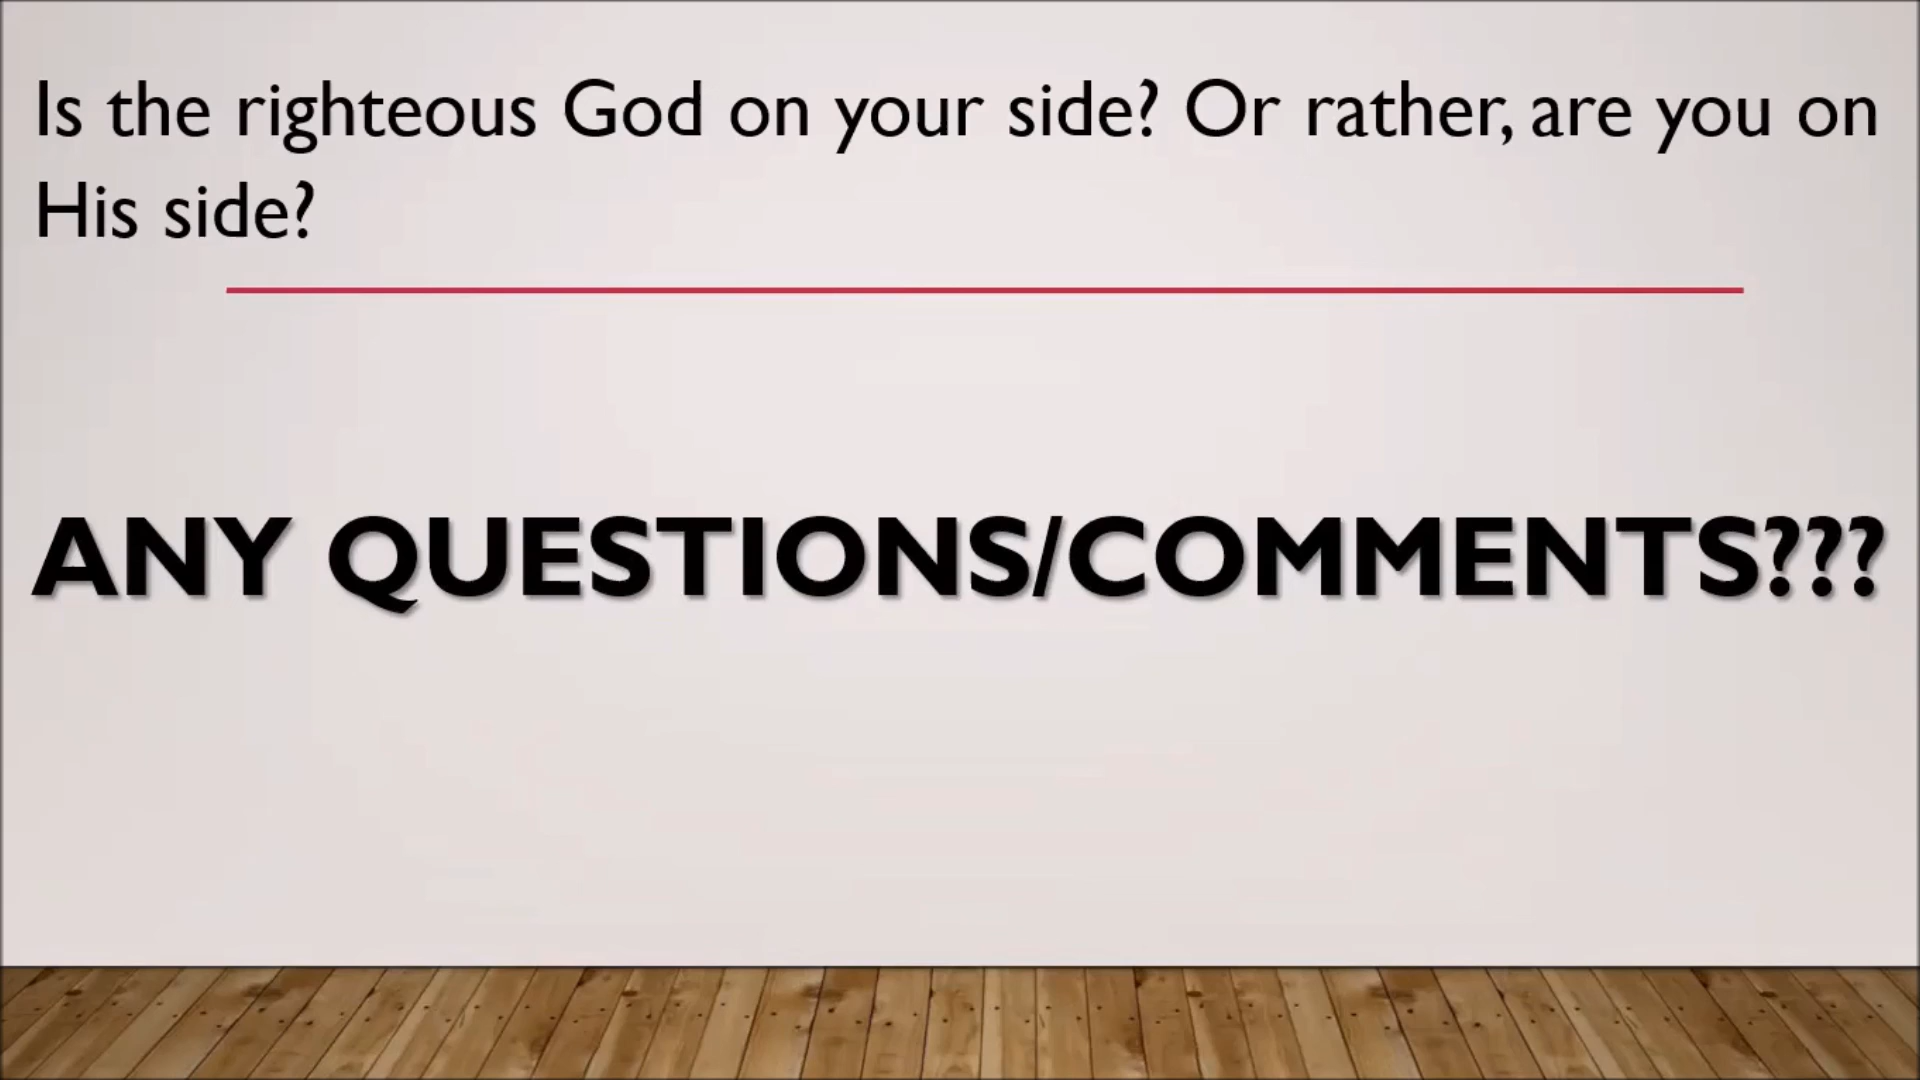 Is the righteous God on your side? Or rather, are you on
His side?
ANY QUESTIONS/COMMENTS???